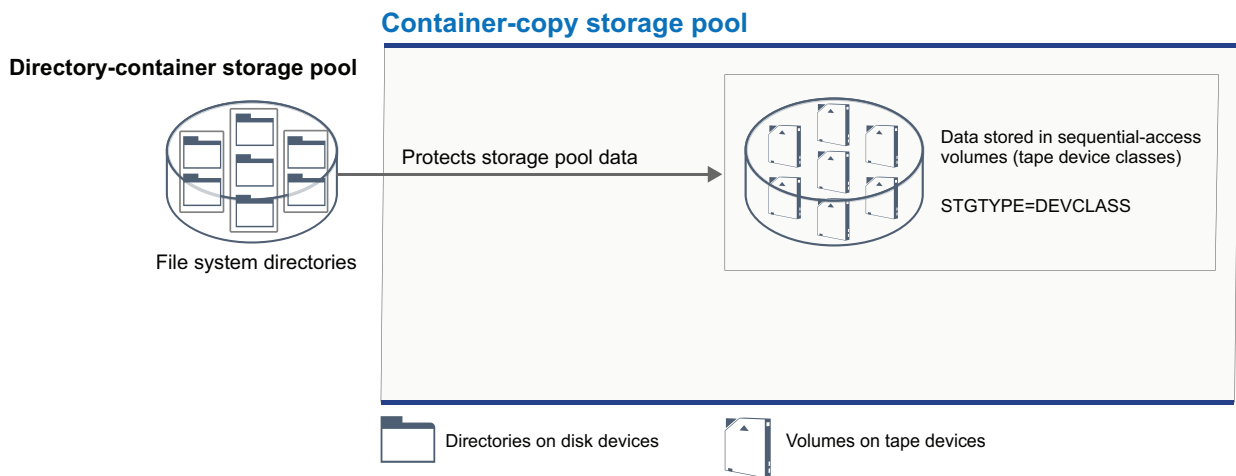 Container-copy storage pool
Directory-container storage pool
Protects storage pool data
Data stored in sequential-access
volumes (tape device classes)
STGTYPE=DEVCLASS
File system directories
Directories on disk devices
Volumes on tape devices